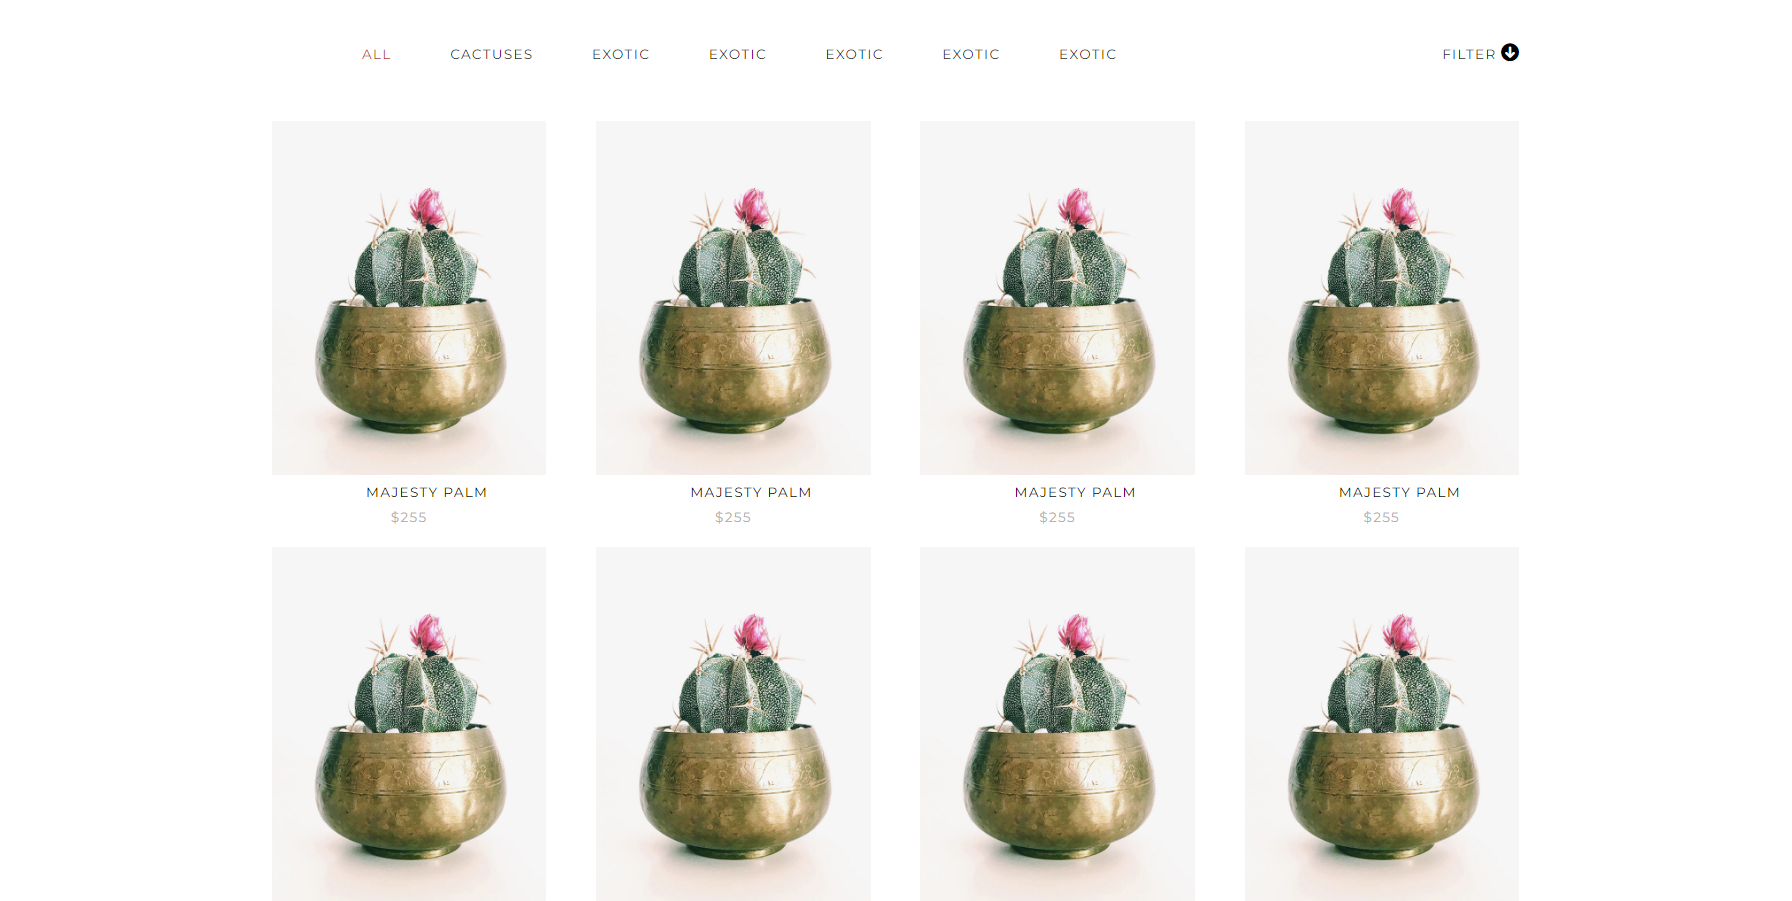 ALL CACTUSES EXOTIC EXOTIC EXOTIC EXOTIC EXOTIC FILTER
MAJESTY PALM MAJESTY PALM MAJESTY PALM MAJESTY PALM
$255 $255 $255 $255